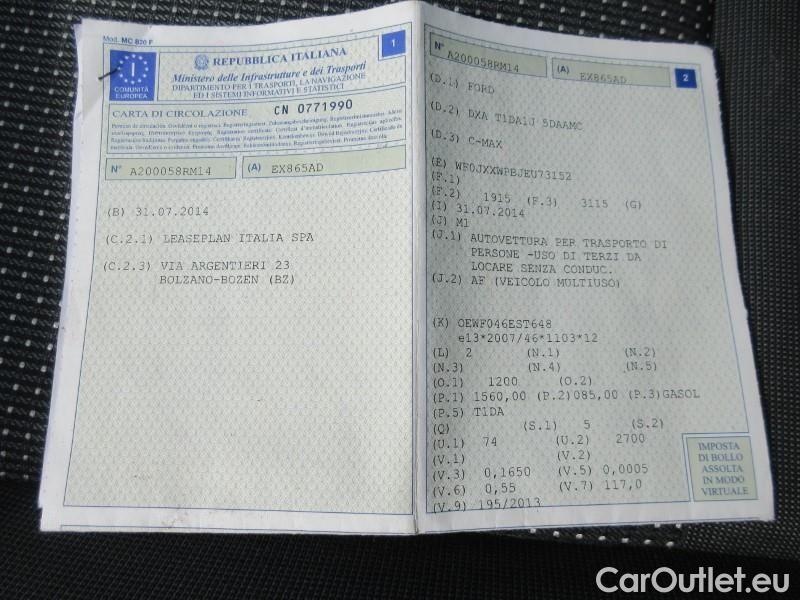 Mod. MC 820 F
1
I
COMUNITÀ
EUROPEA
REPUBBLICA ITALIANA
Ministero delle Infrastrutture e dei Trasporti
DIPARTIMENTO PER I TRASPORTI, LA NAVIGAZIONE
ED I SISTEMI INFORMATIVI E STATISTICI
CARTA DI CIRCOLAZIONE CN 0771990
N° A200058RM14 (A) EX865AD
(B) 31.07.2014
(C.2.1) LEASEPLAN ITALIA SPA
(C.2.3) VIA ARGENTIERI 23
BOLZANO-BOZEN (BZ)
N° A200058RM14 (A) EX865AD 2
(D.1) FORD
(D.2) DXA T1DA1J 5DAAMC
(D.3) C-MAX
(E) WF0JXXWPBJEU73152
(F.1)
(F.2) 1915 (F.3) 3115 (G)
(I) 31.07.2014
(J) M1
(J.1) AUTOVETTURA PER TRASPORTO DI
PERSONE -USO DI TERZI DA
LOCARE SENZA CONDUC.
(J.2) AF (VEICOLO MULTIUSO)
(K) OEWF046EST648
e13*2007/46*1103*12
(L) 2 (N.1) (N.2)
(N.3) (N.4) (N.5)
(O.1) 1200 (O.2)
(P.1) 1560,00 (P.2)085,00 (P.3)GASOL
(P.5) T1DA
(Q) (S.1) 5 (S.2)
(U.1) 74 (U.2) 2700
(V.1) (V.2)
(V.3) 0,1650 (V.5) 0,0005
(V.6) 0,55 (V.7) 117,0
(V.9) 195/2013
IMPOSTA
DI BOLLO
ASSOLTA
IN MODO
VIRTUALE
CarOutlet.eu